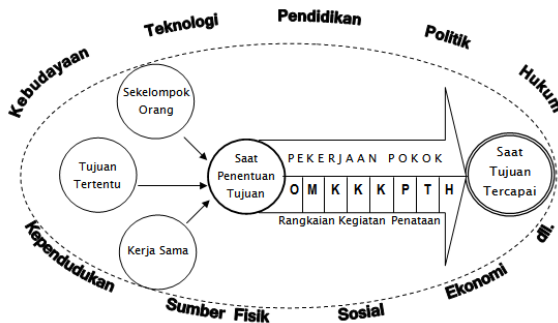 Teknologi
Pendidikan
Politik
Kebudayaan
Hukum
Sekelompok
Orang
Tujuan
Tertentu
Kerja Sama
Saat
Penentuan
Tujuan
PEKERJAAN POKOK
O M K K K P T H
Rangkaian Kegiatan Penataan
Saat
Tujuan
Tercapai
Kependudukan
Sumber Fisik
Sosial
Ekonomi
dll.